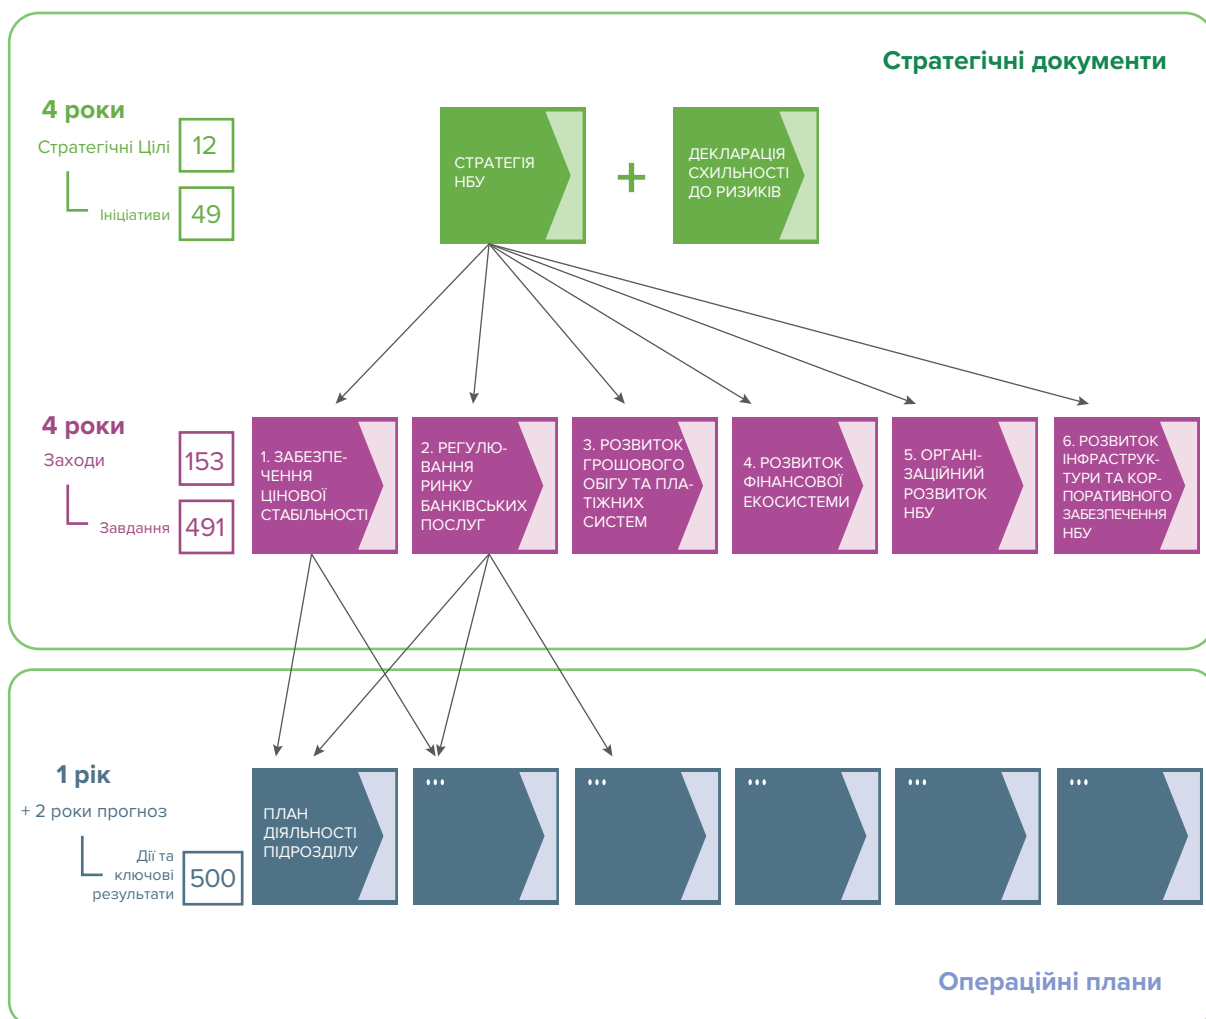 Стратегічні документи
4 роки
Стратегічні Цілі
12
Ініціативи
49
СТРАТЕГІЯ
НБУ
+
ДЕКЛАРАЦІЯ
СХИЛЬНОСТІ
ДО РИЗИКІВ
4 роки
Заходи
153
Завдання
491
1. ЗАБЕЗПЕ-
ЧЕННЯ
ЦІНОВОЇ
СТАБІЛЬНОСТІ
2. РЕГУЛЮ-
ВАННЯ
РИНКУ
БАНКІВСЬКИХ
ПОСЛУГ
3. РОЗВИТОК
ГРОШОВОГО
ОБІГУ ТА ПЛА-
ТІЖНИХ
СИСТЕМ
4. РОЗВИТОК
ФІНАНСОВОЇ
ЕКОСИСТЕМИ
5. ОРГАНІ-
ЗАЦІЙНИЙ
РОЗВИТОК
НБУ
6. РОЗВИТОК
ІНФРАСТРУК-
ТУРИ ТА КОР-
ПОРАТИВНОГО
ЗАБЕЗПЕЧЕННЯ
НБУ
1 рік
+ 2 роки прогноз
Дії та
ключові
результати
500
ПЛАН
ДІЯЛЬНОСТІ
ПІДРОЗДІЛУ
...
...
...
...
...
Операційні плани